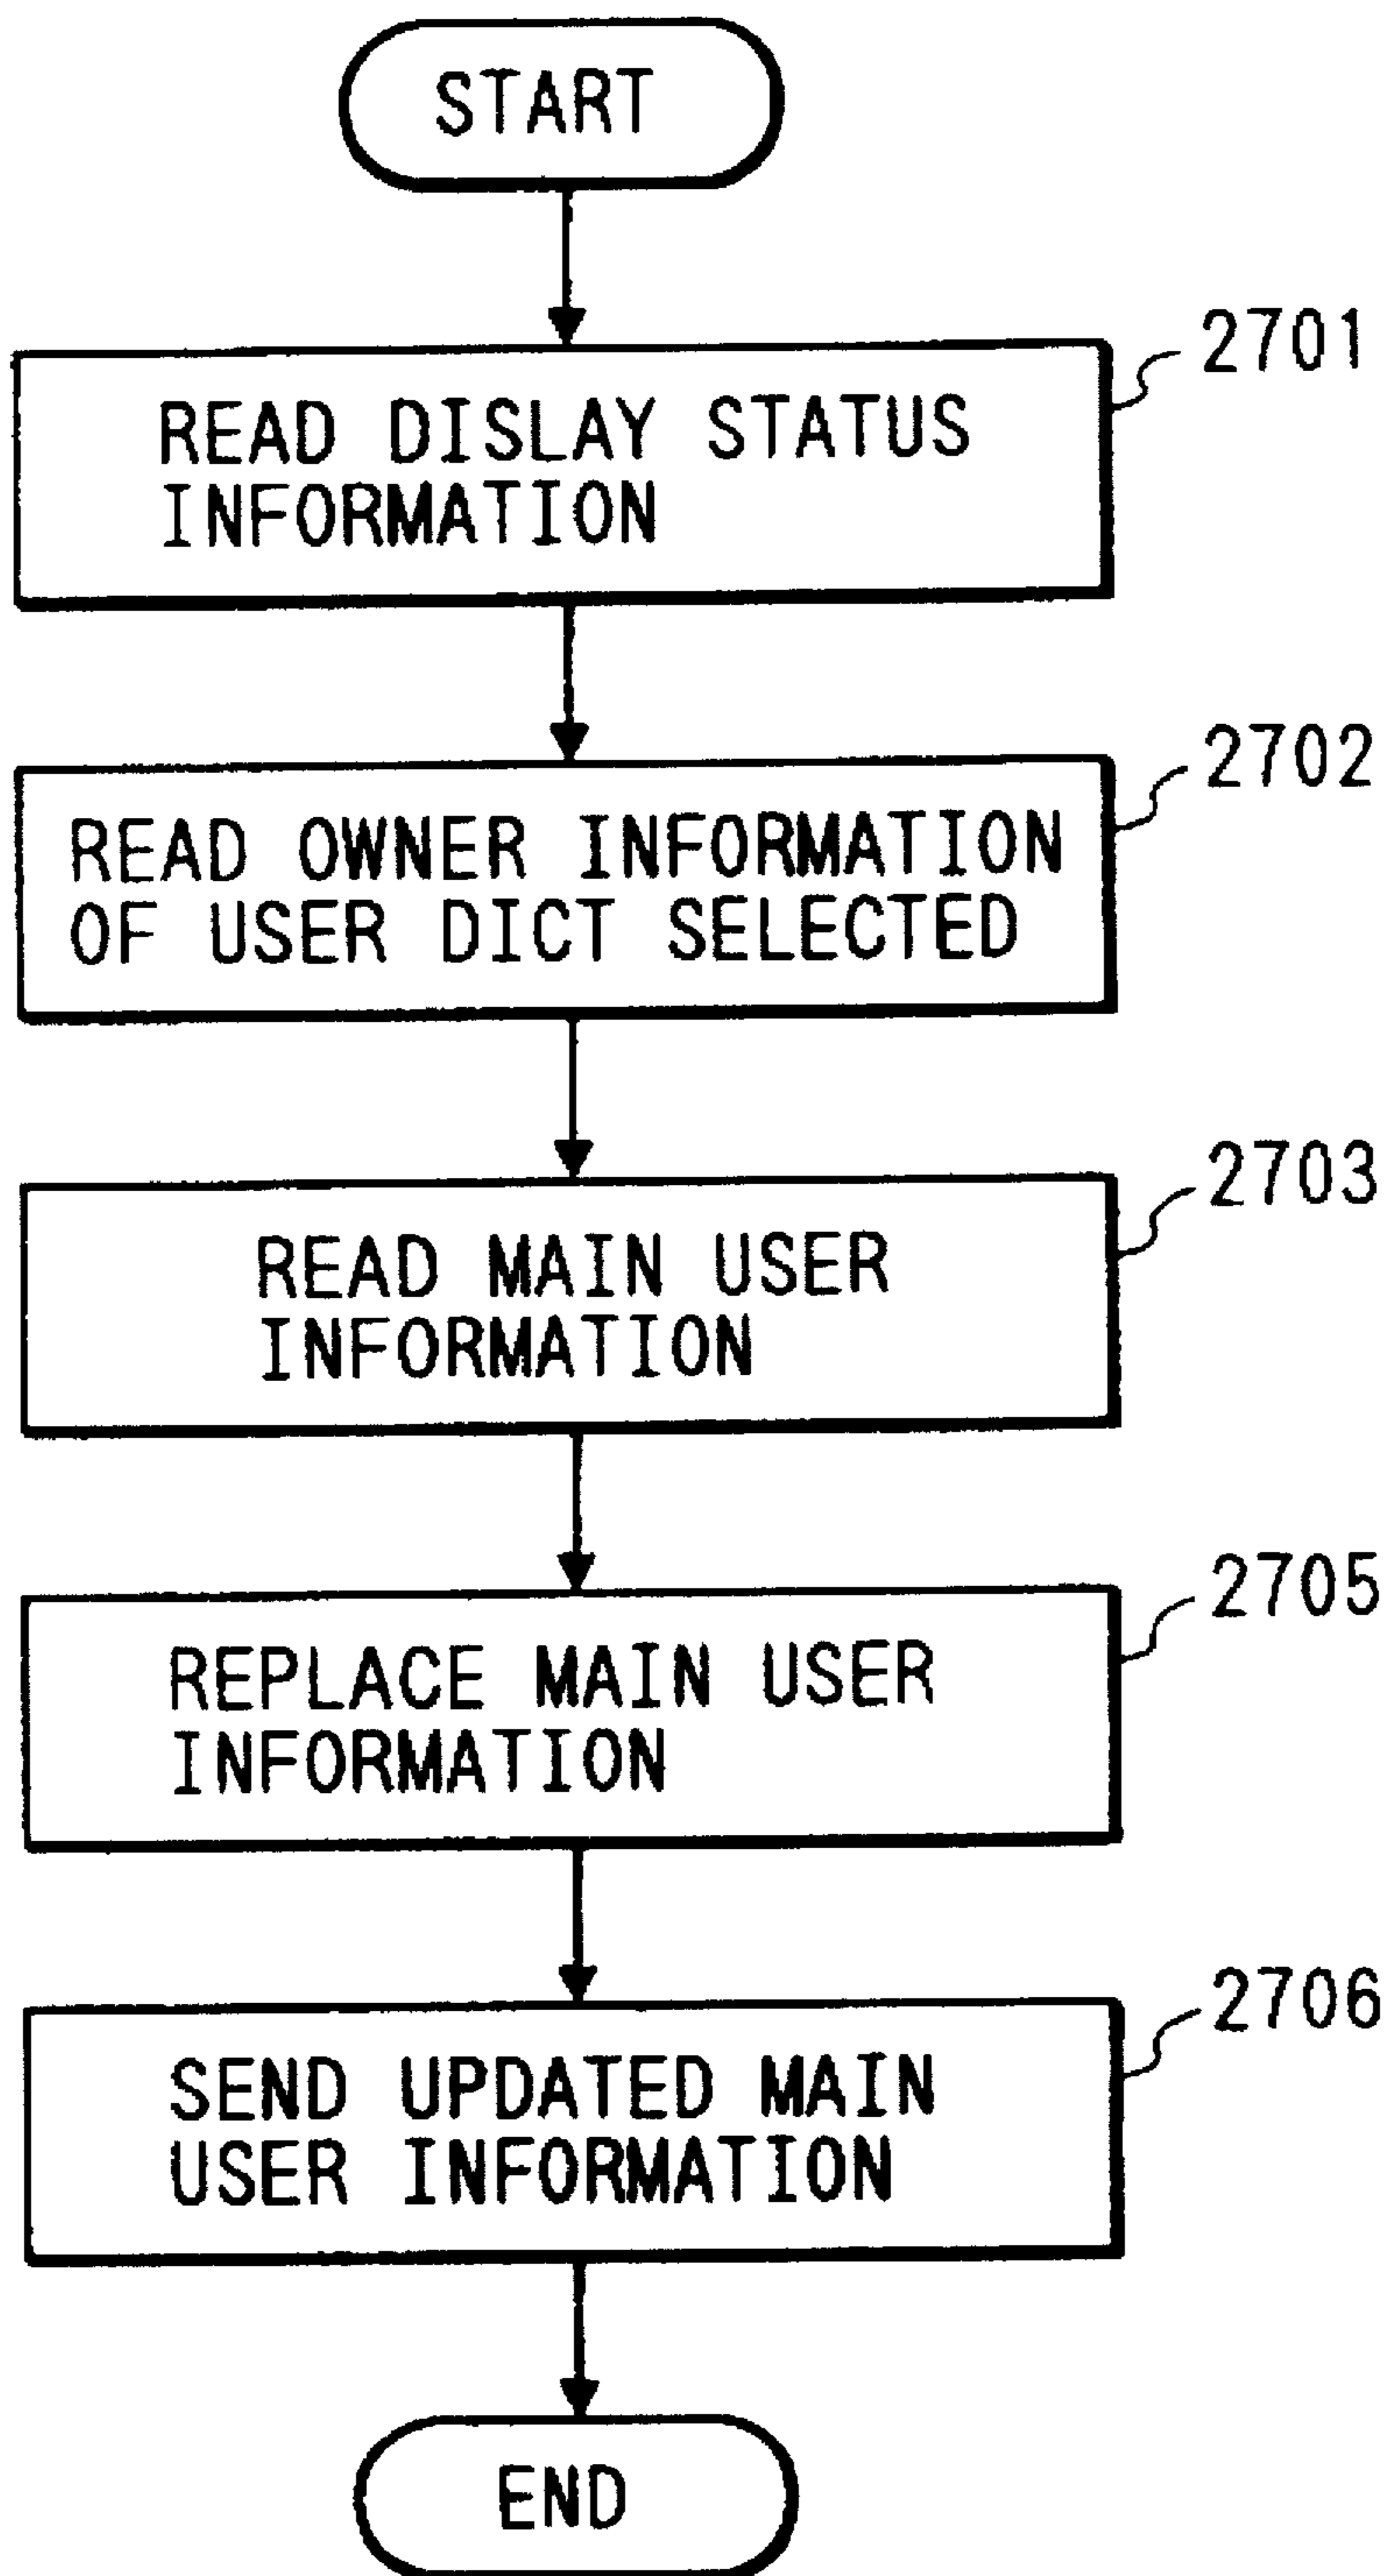 START
2701
READ DISLAY STATUS
INFORMATION
2702
READ OWNER INFORMATION
OF USER DICT SELECTED
2703
READ MAIN USER
INFORMATION
2705
REPLACE MAIN USER
INFORMATION
2706
SEND UPDATED MAIN
USER INFORMATION
END